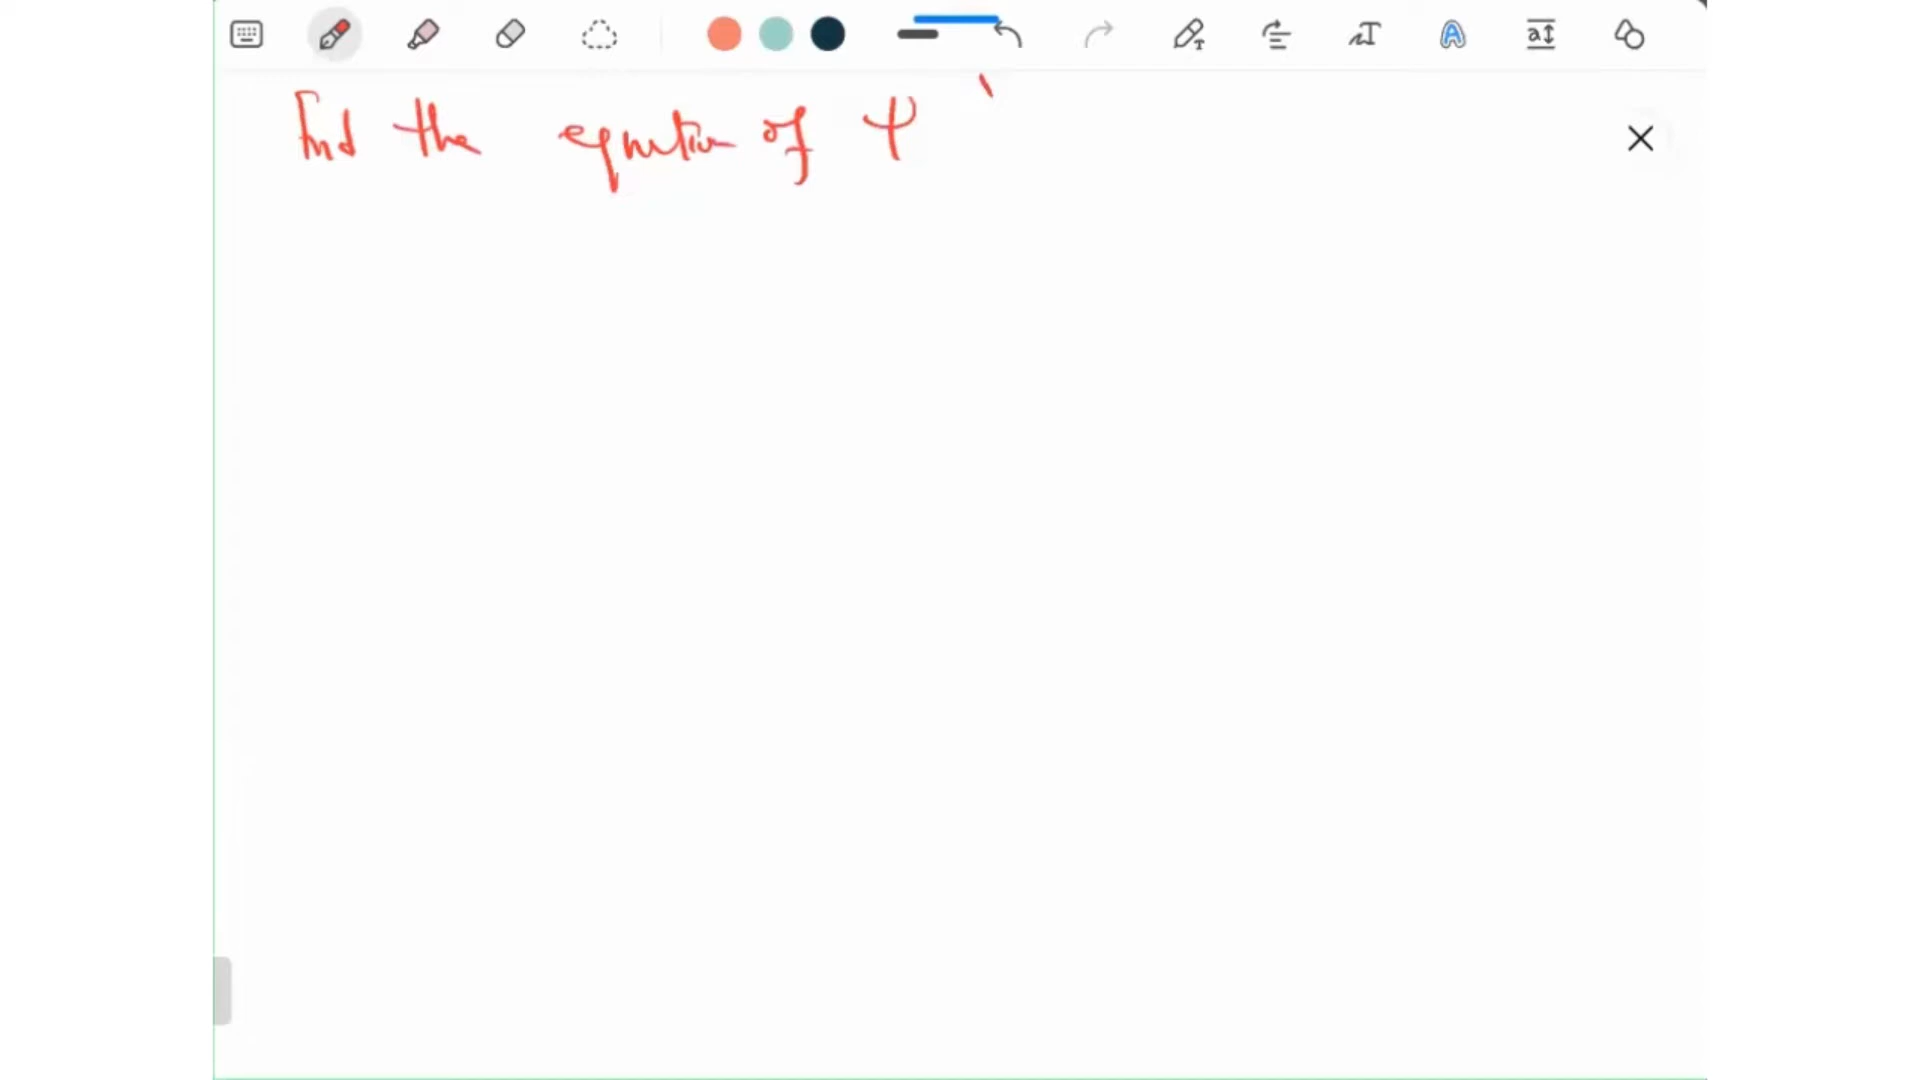 Find the equation of Ψ